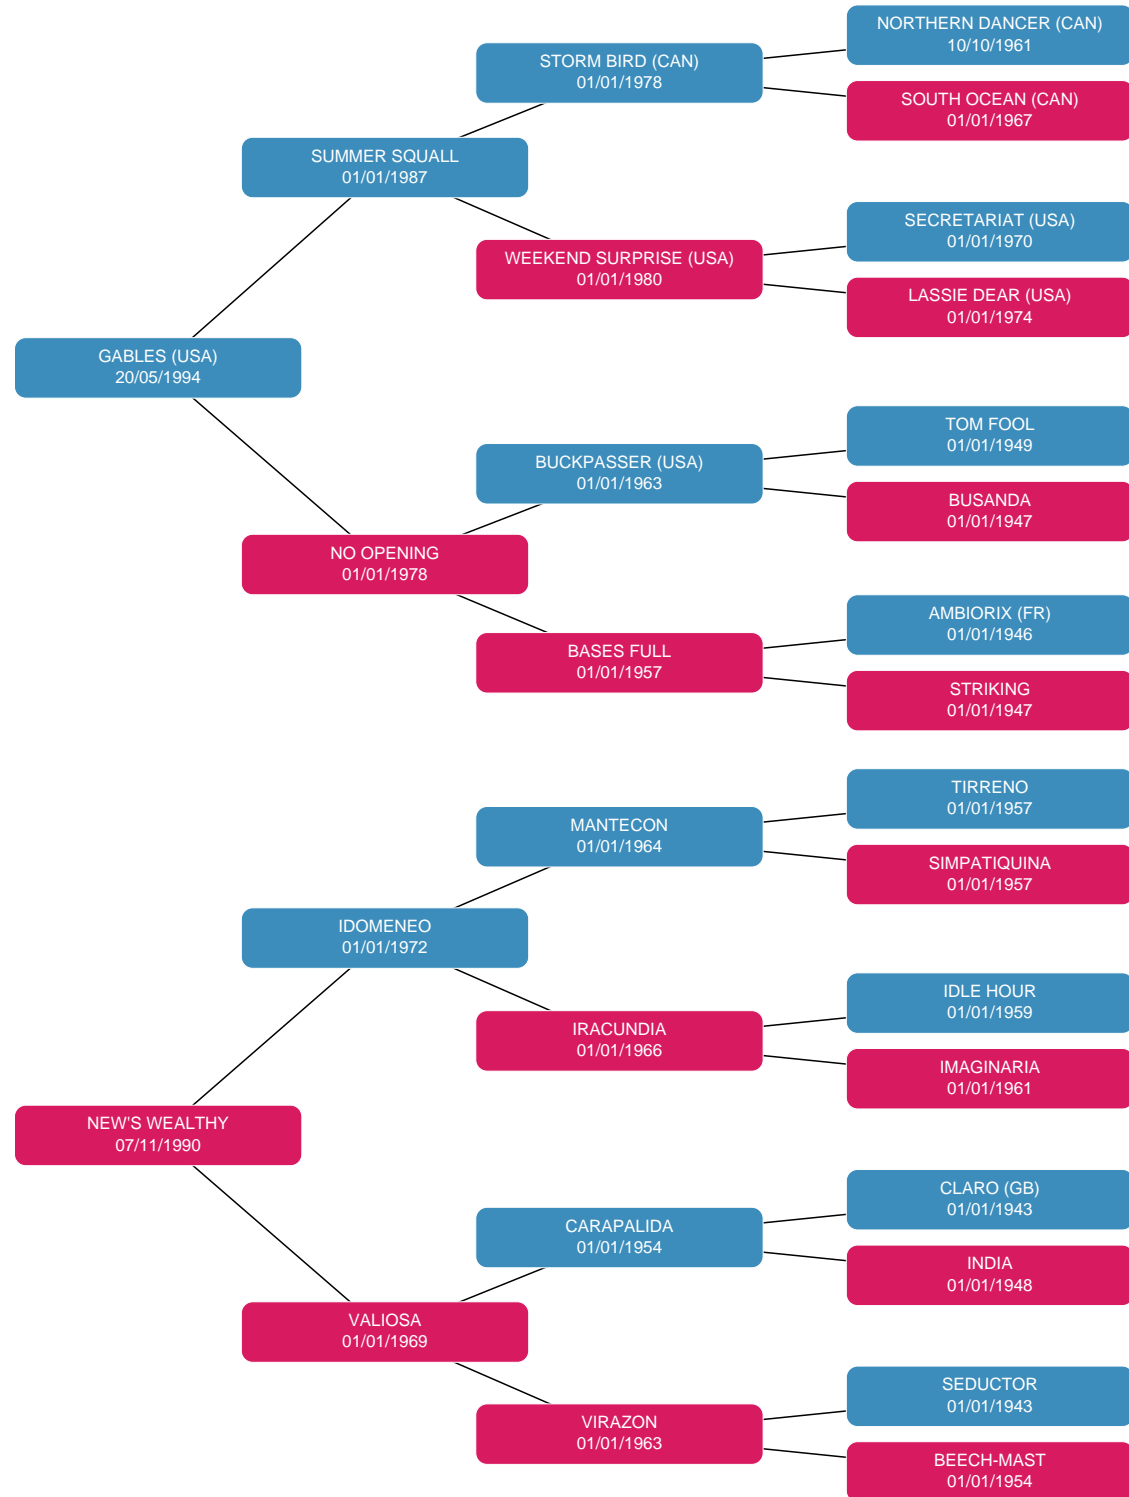 NORTHERN DANCER (CAN)
10/10/1961
STORM BIRD (CAN)
01/01/1978
SOUTH OCEAN (CAN)
01/01/1967
SUMMER SQUALL
01/01/1987
SECRETARIAT (USA)
01/01/1970
WEEKEND SURPRISE (USA)
01/01/1980
LASSIE DEAR (USA)
01/01/1974
GABLES (USA)
20/05/1994
TOM FOOL
01/01/1949
BUCKPASSER (USA)
01/01/1963
BUSANDA
01/01/1947
NO OPENING
01/01/1978
AMBIORIX (FR)
01/01/1946
BASES FULL
01/01/1957
STRIKING
01/01/1947
TIRRENO
01/01/1957
MANTECON
01/01/1964
SIMPATIQUINA
01/01/1957
IDOMENEO
01/01/1972
IDLE HOUR
01/01/1959
IRACUNDIA
01/01/1966
IMAGINARIA
01/01/1961
NEW'S WEALTHY
07/11/1990
CLARO (GB)
01/01/1943
CARAPALIDA
01/01/1954
INDIA
01/01/1948
VALIOSA
01/01/1969
SEDUCTOR
01/01/1943
VIRAZON
01/01/1963
BEECH-MAST
01/01/1954